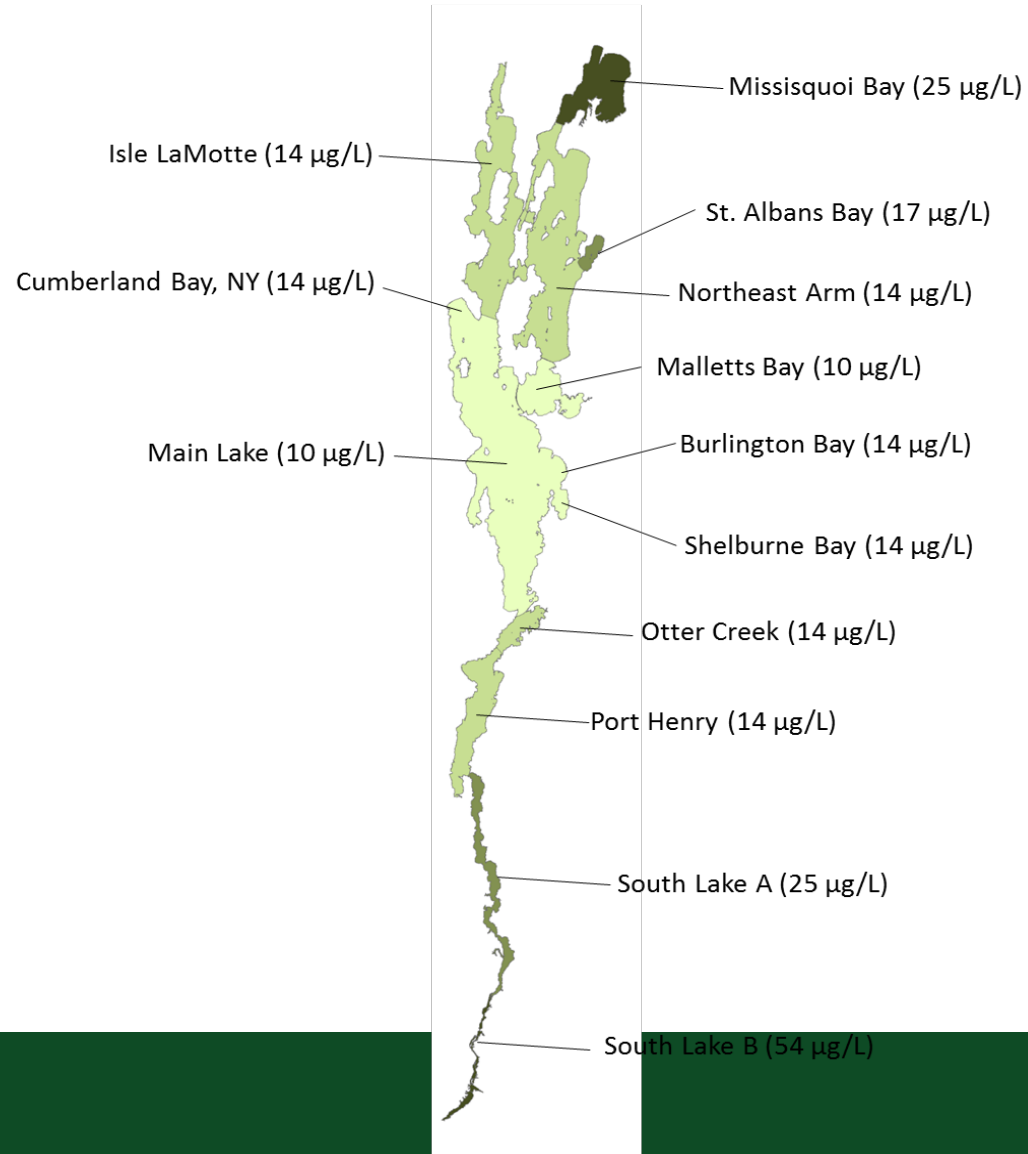 Missisquoi Bay (25 µg/L)
Isle LaMotte (14 µg/L)
St. Albans Bay (17 µg/L)
Cumberland Bay, NY (14 µg/L)
Northeast Arm (14 µg/L)
Malletts Bay (10 µg/L)
Burlington Bay (14 µg/L)
Main Lake (10 µg/L)
Shelburne Bay (14 µg/L)
Otter Creek (14 µg/L)
Port Henry (14 µg/L)
South Lake A (25 µg/L)
South Lake B (54 µg/L)